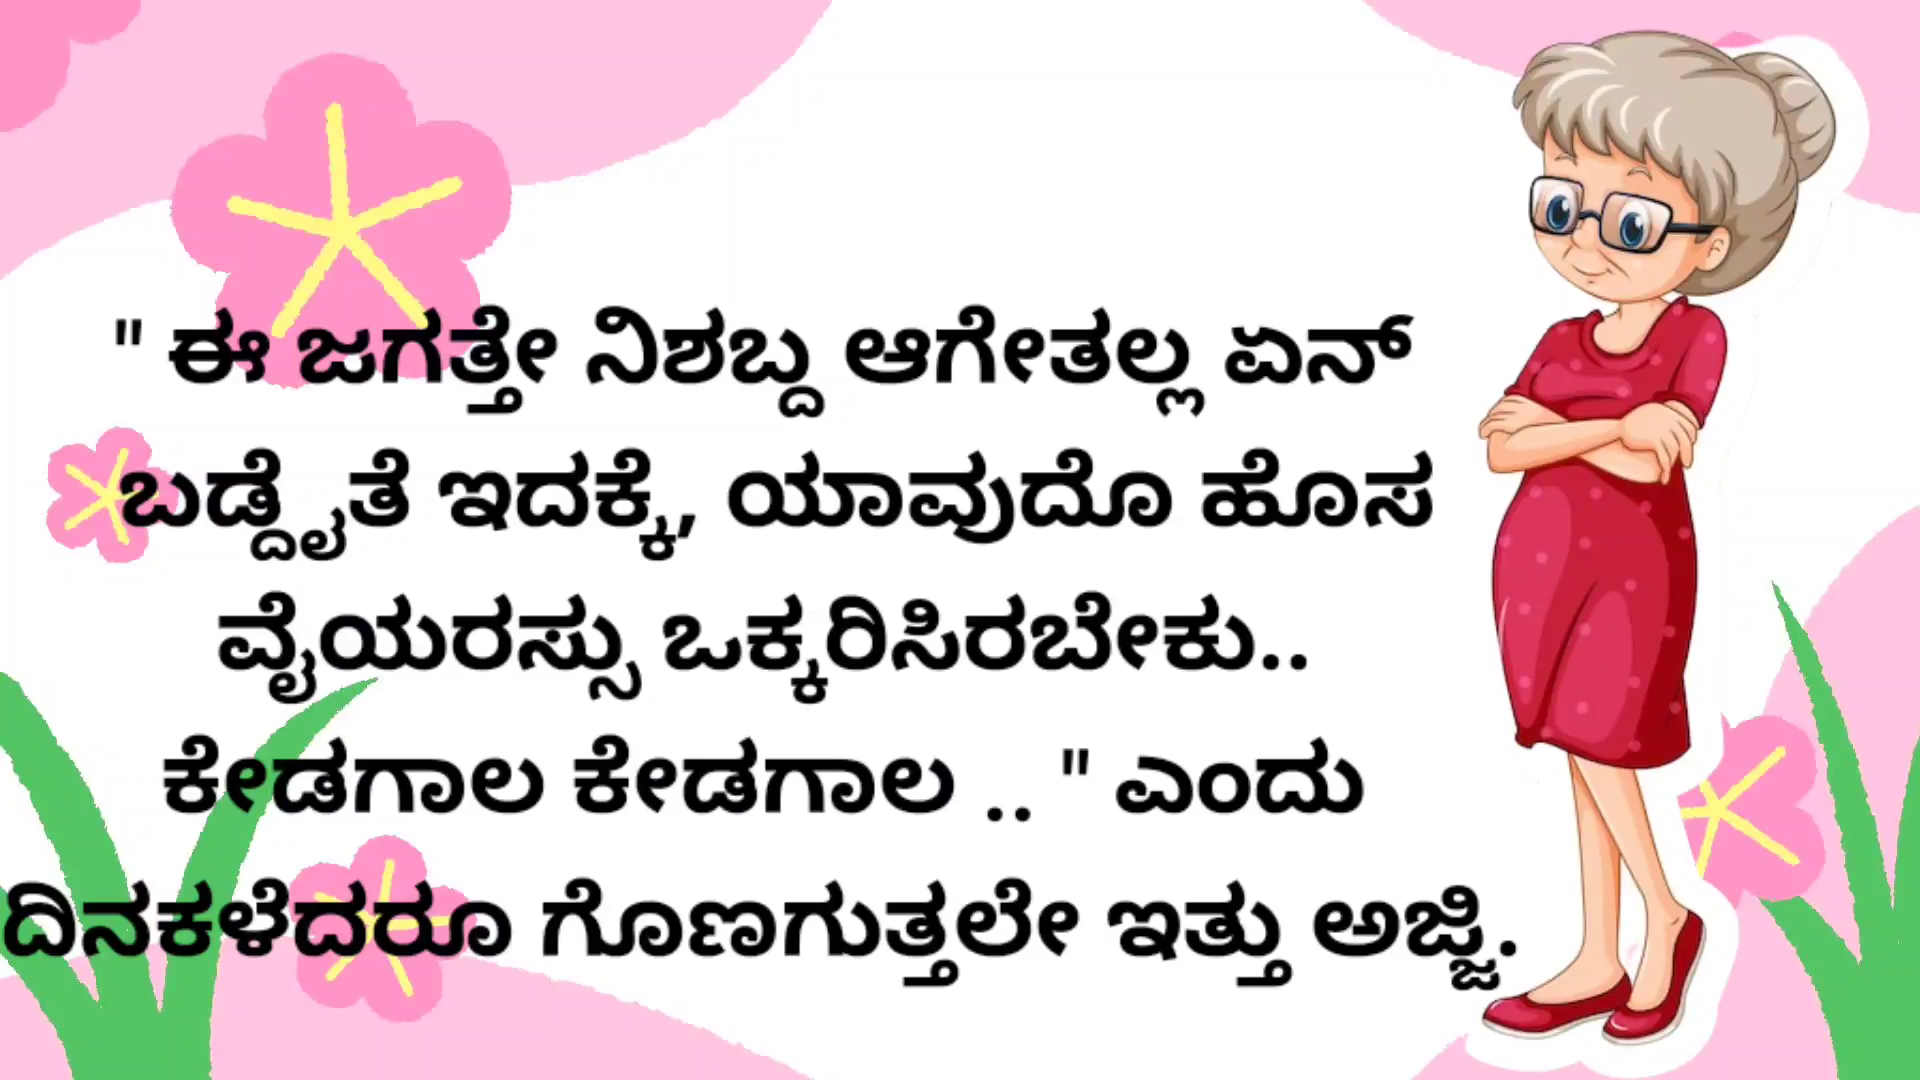 " ಈ ಜಗತ್ತೇ ನಿಶಬ್ದ ಆಗೇತಲ್ಲ ಏನ್
ಬಡ್ದೈತೆ ಇದಕ್ಕೆ, ಯಾವುದೊ ಹೊಸ
ವೈಯರಸ್ಸು ಒಕ್ಕರಿಸಿರಬೇಕು..
ಕೇಡಗಾಲ ಕೇಡಗಾಲ .. " ಎಂದು
ದಿನಕಳೆದರೂ ಗೊಣಗುತ್ತಲೇ ಇತ್ತು ಅಜ್ಜಿ.